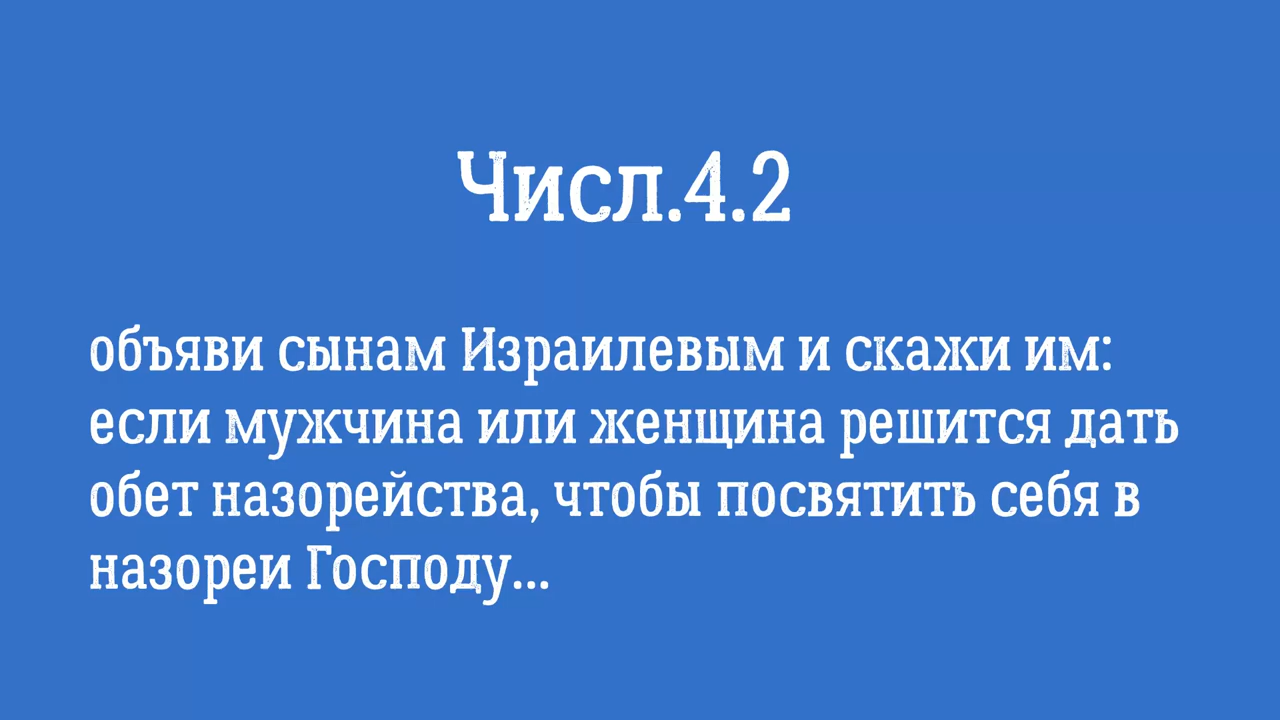 Числ.4.2
объяви сынам Израилевым и скажи им:
если мужчина или женщина решится дать
обет назорейства, чтобы посвятить себя в
назореи Господу...